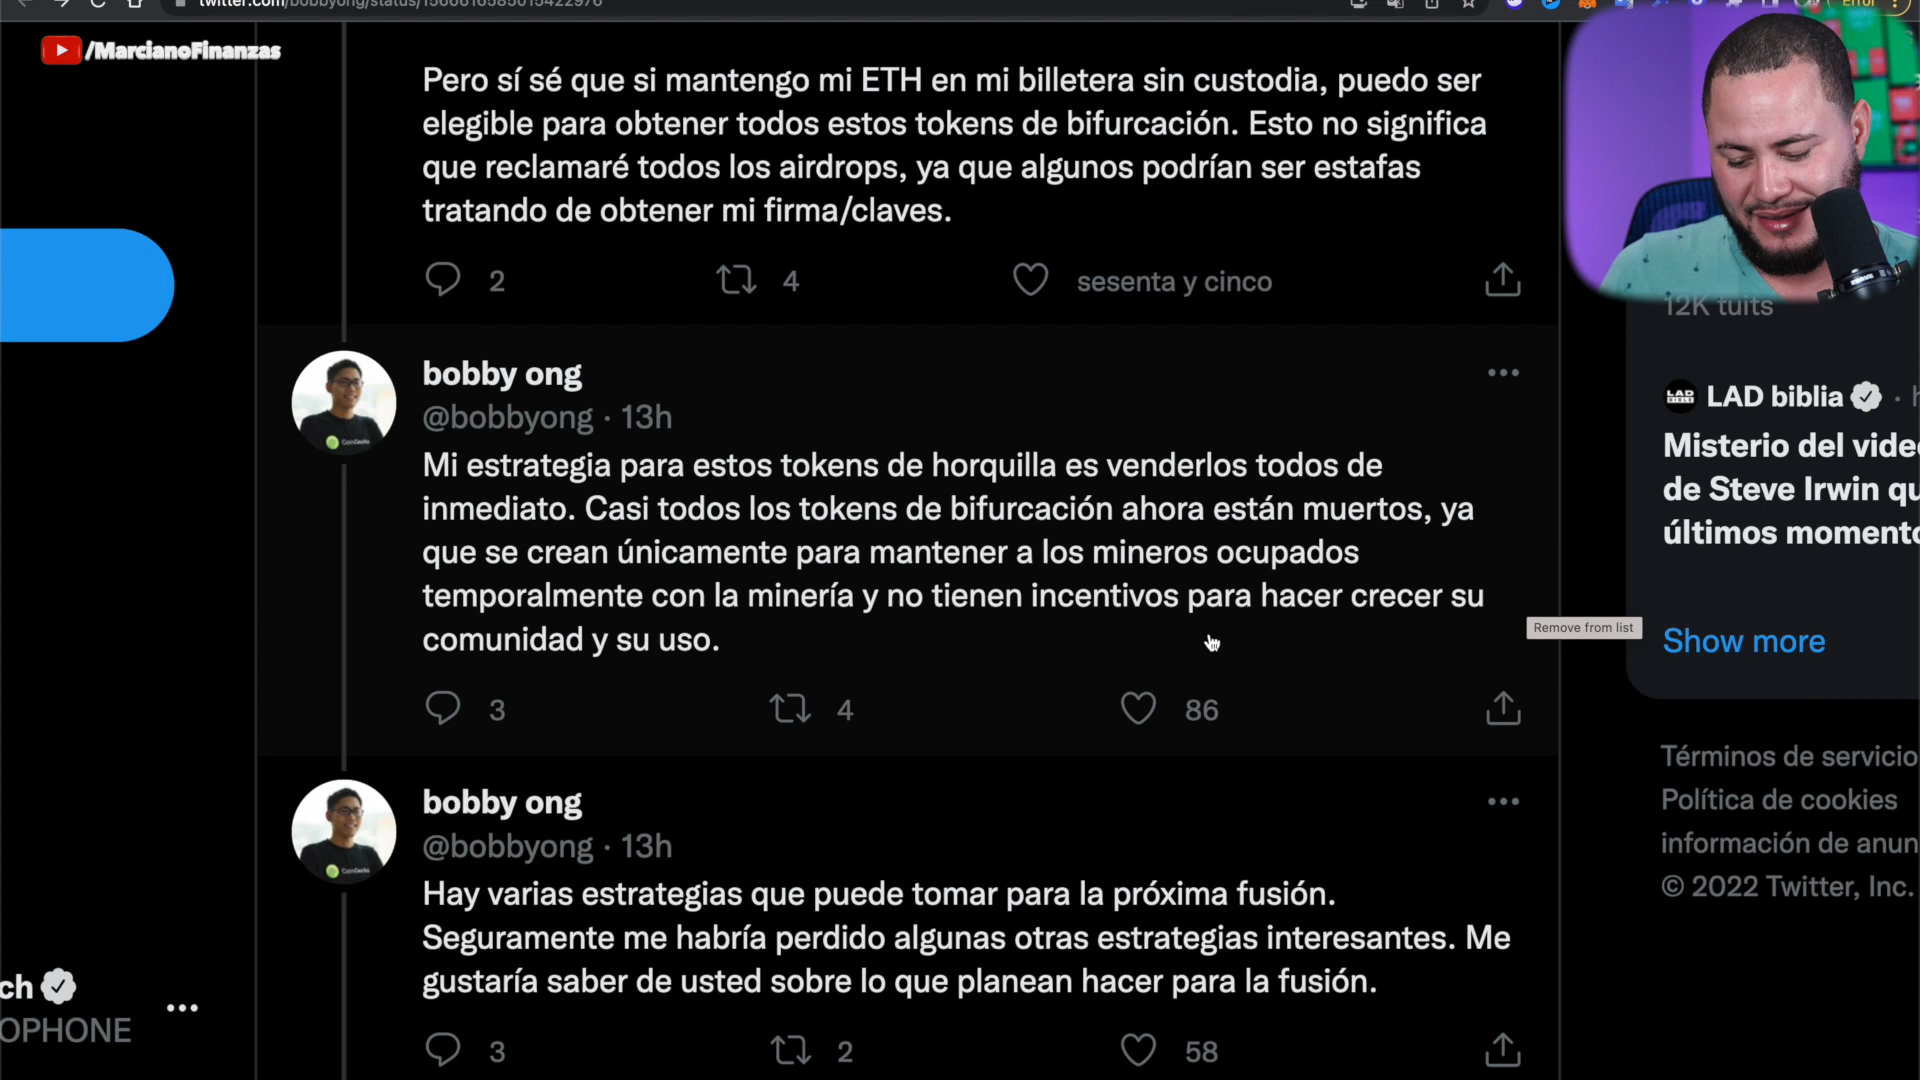 twitter.com/bobbyong/status/1566616585015422976
Error
/MarcianoFinanzas
Pero sí sé que si mantengo mi ETH en mi billetera sin custodia, puedo ser
elegible para obtener todos estos tokens de bifurcación. Esto no significa
que reclamaré todos los airdrops, ya que algunos podrían ser estafas
tratando de obtener mi firma/claves.
2
4
sesenta y cinco
12K tuits
bobby ong
@bobbyong · 13h
CoinGecko
Mi estrategia para estos tokens de horquilla es venderlos todos de
inmediato. Casi todos los tokens de bifurcación ahora están muertos, ya
que se crean únicamente para mantener a los mineros ocupados
temporalmente con la minería y no tienen incentivos para hacer crecer su
comunidad y su uso.
3
4
86
LAD BIBLE
LAD biblia · h
Misterio del vide
de Steve Irwin qu
últimos momento
Remove from list
Show more
bobby ong
@bobbyong · 13h
CoinGecko
Hay varias estrategias que puede tomar para la próxima fusión.
Seguramente me habría perdido algunas otras estrategias interesantes. Me
gustaría saber de usted sobre lo que planean hacer para la fusión.
3
2
58
Términos de servicio
Política de cookies
información de anun
© 2022 Twitter, Inc.
ch
OPHONE